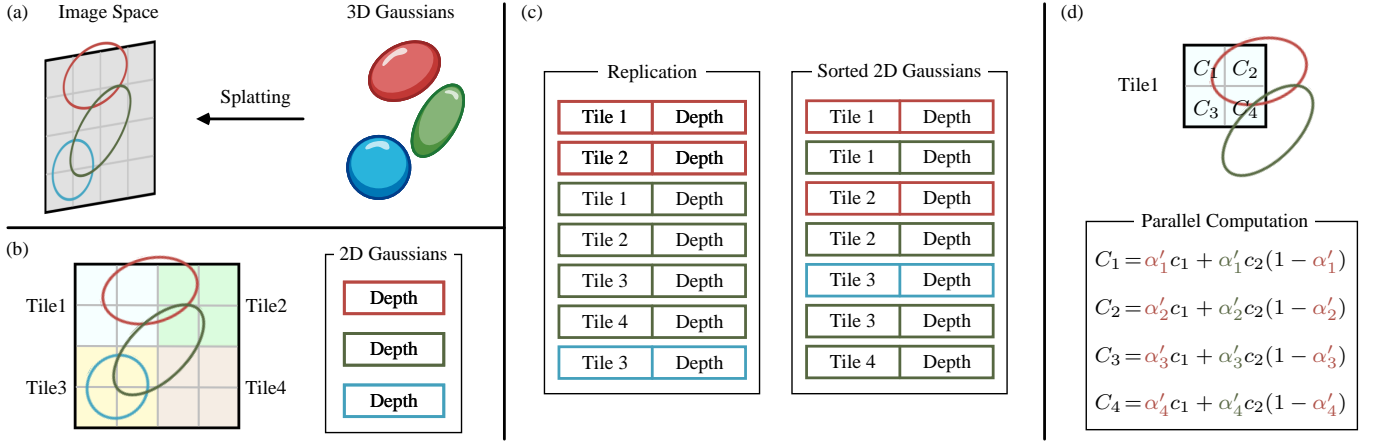 (a)
Image Space
3D Gaussians
Splatting
(b)
Tile1
Tile2
Tile3
Tile4
2D Gaussians
Depth
Depth
Depth
(c)
Replication
Tile 1 Depth
Tile 2 Depth
Tile 1 Depth
Tile 2 Depth
Tile 3 Depth
Tile 4 Depth
Tile 3 Depth
Sorted 2D Gaussians
Tile 1 Depth
Tile 1 Depth
Tile 2 Depth
Tile 2 Depth
Tile 3 Depth
Tile 3 Depth
Tile 4 Depth
(d)
Tile1
C₁ C₂
C₃ C₄
Parallel Computation
C₁ = α′₁c₁ + α′₁c₂(1 - α′₁)
C₂ = α′₂c₁ + α′₂c₂(1 - α′₂)
C₃ = α′₃c₁ + α′₃c₂(1 - α′₃)
C₄ = α′₄c₁ + α′₄c₂(1 - α′₄)